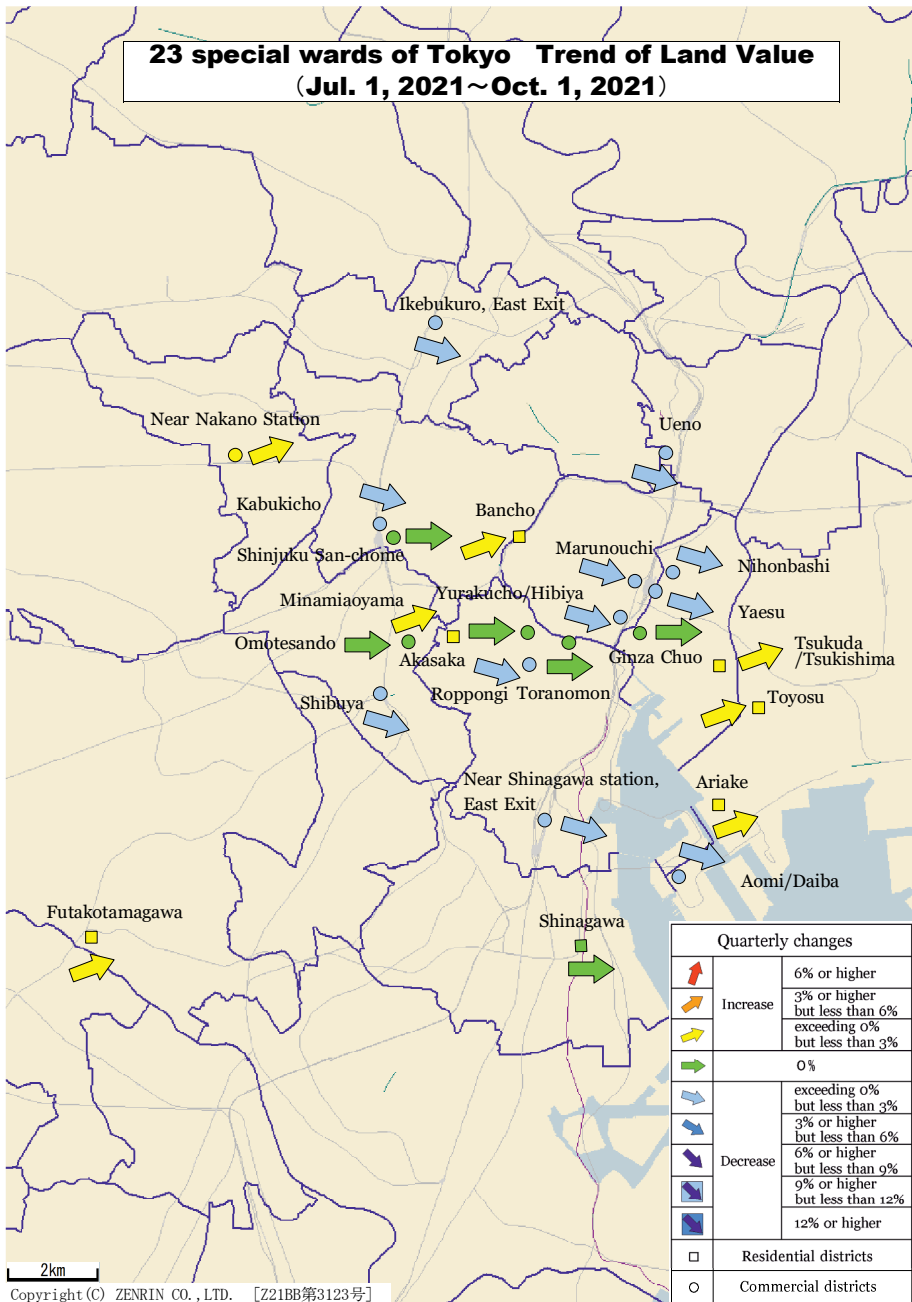 23 special wards of Tokyo Trend of Land Value
（Jul. 1, 2021～Oct. 1, 2021）
Ikebukuro, East Exit
Near Nakano Station
Ueno
Kabukicho
Bancho
Shinjuku San-chome
Marunouchi
Nihonbashi
Minamiaoyama
Yurakucho/Hibiya
Yaesu
Omotesando
Akasaka
Ginza Chuo
Tsukuda
/Tsukishima
Shibuya
Roppongi
Toranomon
Toyosu
Near Shinagawa station,
East Exit
Ariake
Aomi/Daiba
Futakotamagawa
Shinagawa
Quarterly changes
Increase
6% or higher
3% or higher
but less than 6%
exceeding 0%
but less than 3%
0%
Decrease
exceeding 0%
but less than 3%
3% or higher
but less than 6%
6% or higher
but less than 9%
9% or higher
but less than 12%
12% or higher
Residential districts
Commercial districts
2km
Copyright(C) ZENRIN CO.,LTD. [Z21BB第3123号]